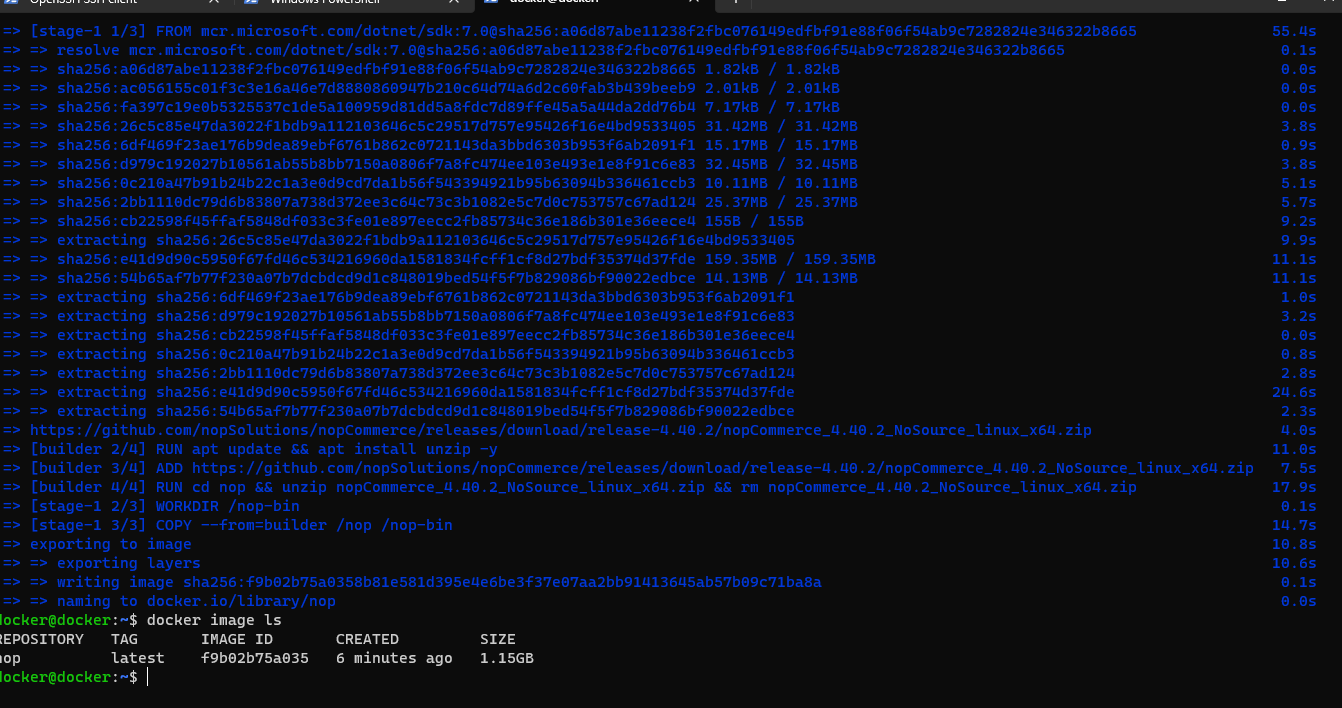 OpenSSH SSH client
Windows PowerShell
docker@docker:
=> [stage-1 1/3] FROM mcr.microsoft.com/dotnet/sdk:7.0@sha256:a06d87abe11238f2fbc076149edfbf91e88f06f54ab9c7282824e346322b8665 55.4s
=> => resolve mcr.microsoft.com/dotnet/sdk:7.0@sha256:a06d87abe11238f2fbc076149edfbf91e88f06f54ab9c7282824e346322b8665 0.1s
=> => sha256:a06d87abe11238f2fbc076149edfbf91e88f06f54ab9c7282824e346322b8665 1.82kB / 1.82kB 0.0s
=> => sha256:ac056155c01f3c3e16a46e7d8880860947b210c64d74a6d2c60fab3b439beeb9 2.01kB / 2.01kB 0.0s
=> => sha256:fa397c19e0b5325537c1de5a100959d81dd5a8fdc7d89ffe45a5a44da2dd76b4 7.17kB / 7.17kB 0.0s
=> => sha256:26c5c85e47da3022f1bdb9a112103646c5c29517d757e95426f16e4bd9533405 31.42MB / 31.42MB 3.8s
=> => sha256:6df469f23ae176b9dea89ebf6761b862c0721143da3bbd6303b953f6ab2091f1 15.17MB / 15.17MB 0.9s
=> => sha256:d979c192027b10561ab55b8bb7150a0806f7a8fc474ee103e493e1e8f91c6e83 32.45MB / 32.45MB 3.8s
=> => sha256:0c210a47b91b24b22c1a3e0d9cd7da1b56f543394921b95b63094b336461ccb3 10.11MB / 10.11MB 5.1s
=> => sha256:2bb1110dc79d6b83807a738d372ee3c64c73c3b1082e5c7d0c753757c67ad124 25.37MB / 25.37MB 5.7s
=> => sha256:cb22598f45ffaf5848df033c3fe01e897eecc2fb85734c36e186b301e36eece4 155B / 155B 9.2s
=> => extracting sha256:26c5c85e47da3022f1bdb9a112103646c5c29517d757e95426f16e4bd9533405 9.9s
=> => sha256:e41d9d90c5950f67fd46c534216960da1581834fcff1cf8d27bdf35374d37fde 159.35MB / 159.35MB 11.1s
=> => sha256:54b65af7b77f230a07b7dcbdcd9d1c848019bed54f5f7b829086bf90022edbce 14.13MB / 14.13MB 11.1s
=> => extracting sha256:6df469f23ae176b9dea89ebf6761b862c0721143da3bbd6303b953f6ab2091f1 1.0s
=> => extracting sha256:d979c192027b10561ab55b8bb7150a0806f7a8fc474ee103e493e1e8f91c6e83 3.2s
=> => extracting sha256:cb22598f45ffaf5848df033c3fe01e897eecc2fb85734c36e186b301e36eece4 0.0s
=> => extracting sha256:0c210a47b91b24b22c1a3e0d9cd7da1b56f543394921b95b63094b336461ccb3 0.8s
=> => extracting sha256:2bb1110dc79d6b83807a738d372ee3c64c73c3b1082e5c7d0c753757c67ad124 2.8s
=> => extracting sha256:e41d9d90c5950f67fd46c534216960da1581834fcff1cf8d27bdf35374d37fde 24.6s
=> => extracting sha256:54b65af7b77f230a07b7dcbdcd9d1c848019bed54f5f7b829086bf90022edbce 2.3s
=> https://github.com/nopSolutions/nopCommerce/releases/download/release-4.40.2/nopCommerce_4.40.2_NoSource_linux_x64.zip 4.0s
=> [builder 2/4] RUN apt update && apt install unzip -y 11.0s
=> [builder 3/4] ADD https://github.com/nopSolutions/nopCommerce/releases/download/release-4.40.2/nopCommerce_4.40.2_NoSource_linux_x64.zip 7.5s
=> [builder 4/4] RUN cd nop && unzip nopCommerce_4.40.2_NoSource_linux_x64.zip && rm nopCommerce_4.40.2_NoSource_linux_x64.zip 17.9s
=> [stage-1 2/3] WORKDIR /nop-bin 0.1s
=> [stage-1 3/3] COPY --from=builder /nop /nop-bin 14.7s
=> exporting to image 10.8s
=> => exporting layers 10.6s
=> => writing image sha256:f9b02b75a0358b81e581d395e4e6be3f37e07aa2bb91413645ab57b09c71ba8a 0.1s
=> => naming to docker.io/library/nop 0.0s
docker@docker:~$ docker image ls
REPOSITORY TAG IMAGE ID CREATED SIZE
nop latest f9b02b75a035 6 minutes ago 1.15GB
docker@docker:~$